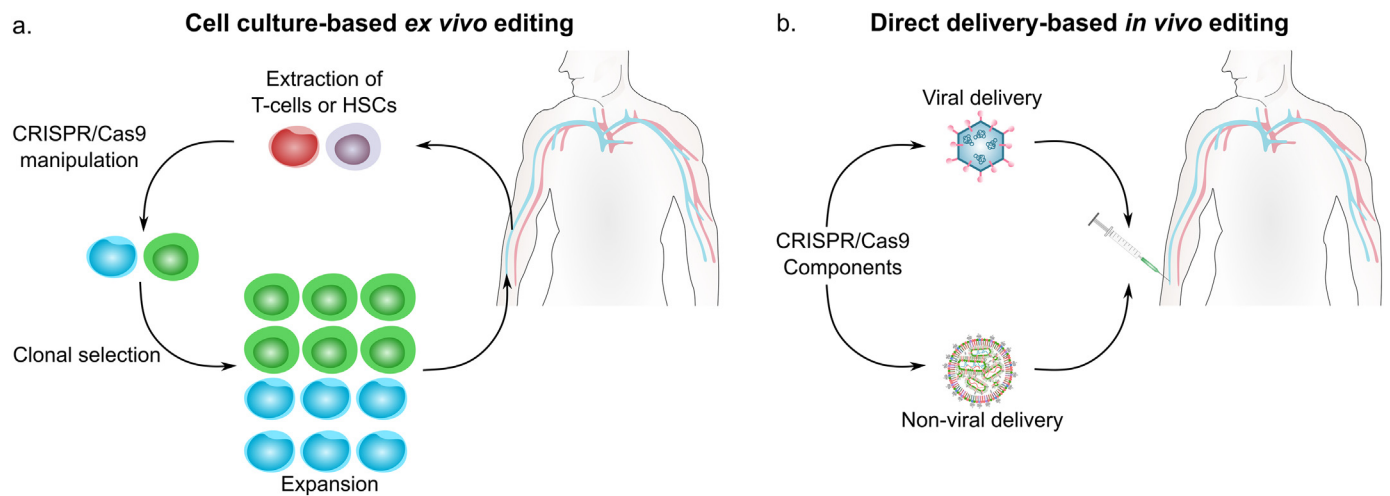 a.
Cell culture-based ex vivo editing
Extraction of
T-cells or HSCs
CRISPR/Cas9
manipulation
Clonal selection
Expansion
b.
Direct delivery-based in vivo editing
Viral delivery
CRISPR/Cas9
Components
Non-viral delivery